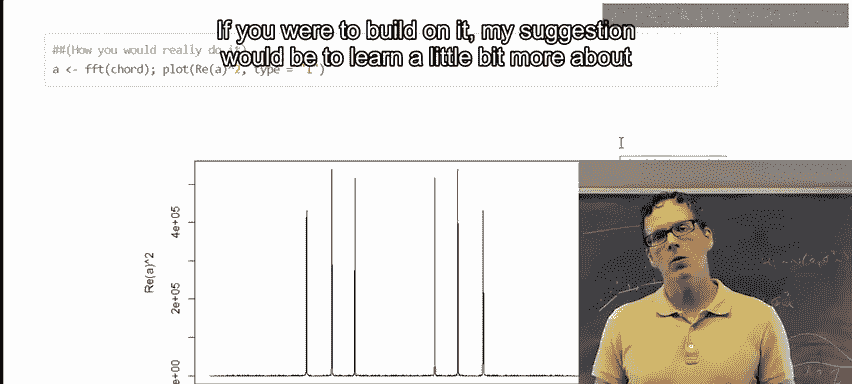 If you were to build on it, my suggestion
would be to learn a little bit more about
##(How you would really do it)
a <- fft(chord); plot(Re(a)^2, type = "l")
Re(a)^2
4e+05
2e+05
e+00